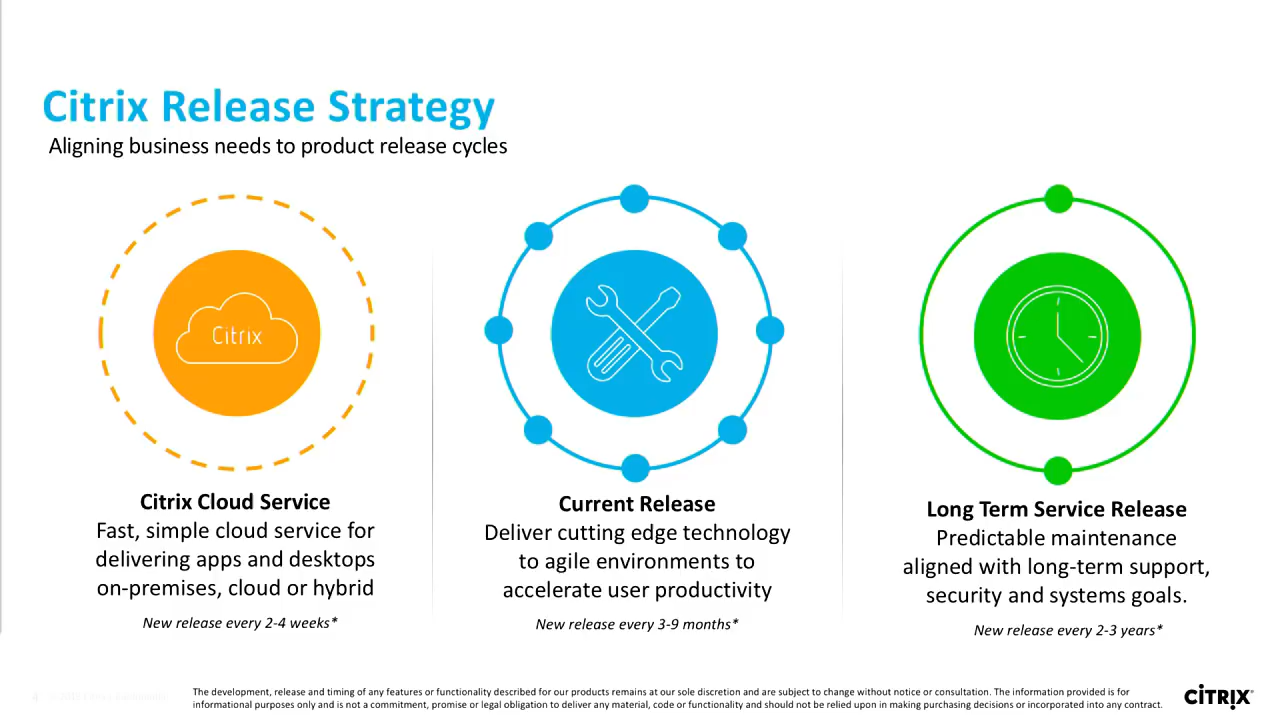 Citrix Release Strategy
Aligning business needs to product release cycles
Citrix
Citrix Cloud Service
Fast, simple cloud service for
delivering apps and desktops
on-premises, cloud or hybrid
New release every 2-4 weeks*
Current Release
Deliver cutting edge technology
to agile environments to
accelerate user productivity
New release every 3-9 months*
Long Term Service Release
Predictable maintenance
aligned with long-term support,
security and systems goals.
New release every 2-3 years*
4
The development, release and timing of any features or functionality described for our products remains at our sole discretion and are subject to change without notice or consultation. The information provided is for
informational purposes only and is not a commitment, promise or legal obligation to deliver any material, code or functionality and should not be relied upon in making purchasing decisions or incorporated into any contract.
CITRIX